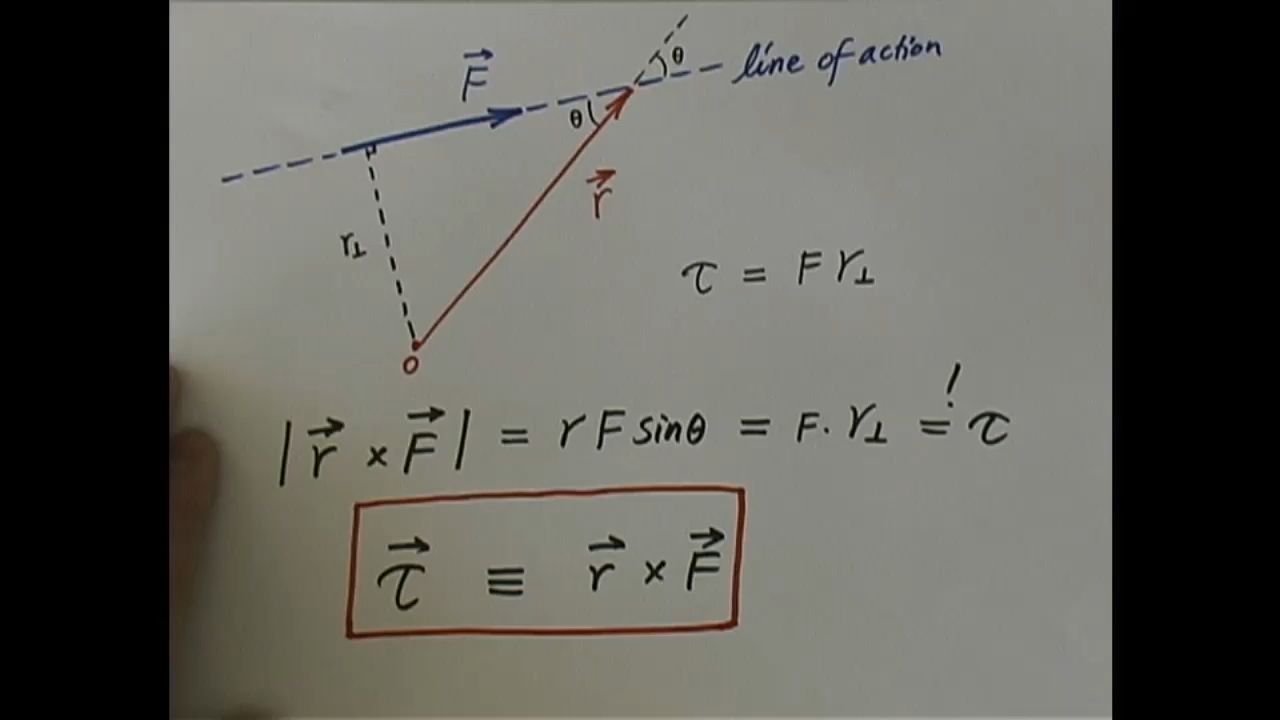 θ
line of action
F⃗
θ
r⃗
r⊥
τ = F r⊥
O
|r⃗ × F⃗| = r F sinθ = F · r⊥ =! τ
τ⃗ ≡ r⃗ × F⃗